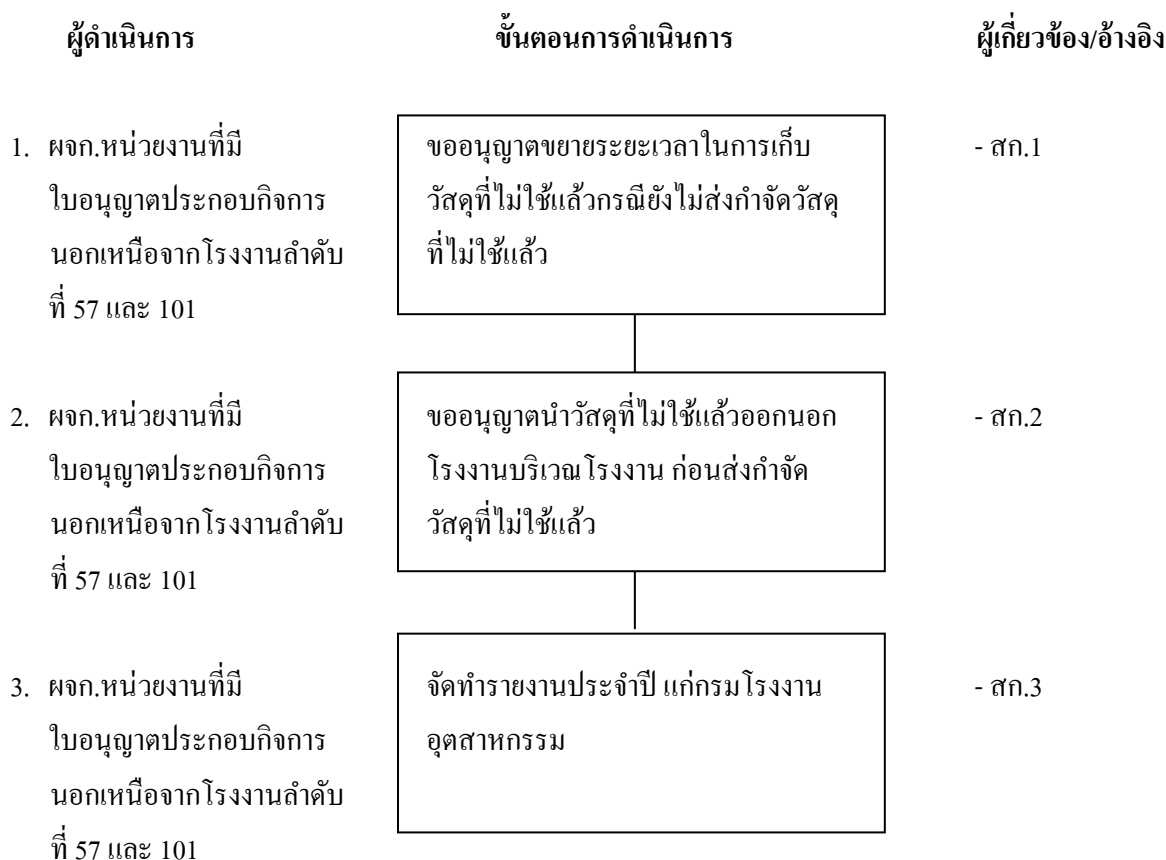 ผู้ดำเนินการ ขั้นตอนการดำเนินการ ผู้เกี่ยวข้อง/อ้างอิง
1. ผจก.หน่วยงานที่มี ขออนุญาตขยายระยะเวลาในการเก็บ - สก.1
ใบอนุญาตประกอบกิจการ วัสดุที่ไม่ใช้แล้วกรณียังไม่ส่งกำจัดวัสดุ
นอกเหนือจากโรงงานลำดับ ที่ไม่ใช้แล้ว
ที่ 57 และ 101
2. ผจก.หน่วยงานที่มี ขออนุญาตนำวัสดุที่ไม่ใช้แล้วออกนอก - สก.2
ใบอนุญาตประกอบกิจการ โรงงานบริเวณโรงงาน ก่อนส่งกำจัด
นอกเหนือจากโรงงานลำดับ วัสดุที่ไม่ใช้แล้ว
ที่ 57 และ 101
3. ผจก.หน่วยงานที่มี จัดทำรายงานประจำปี แก่กรมโรงงาน - สก.3
ใบอนุญาตประกอบกิจการ อุตสาหกรรม
นอกเหนือจากโรงงานลำดับ
ที่ 57 และ 101